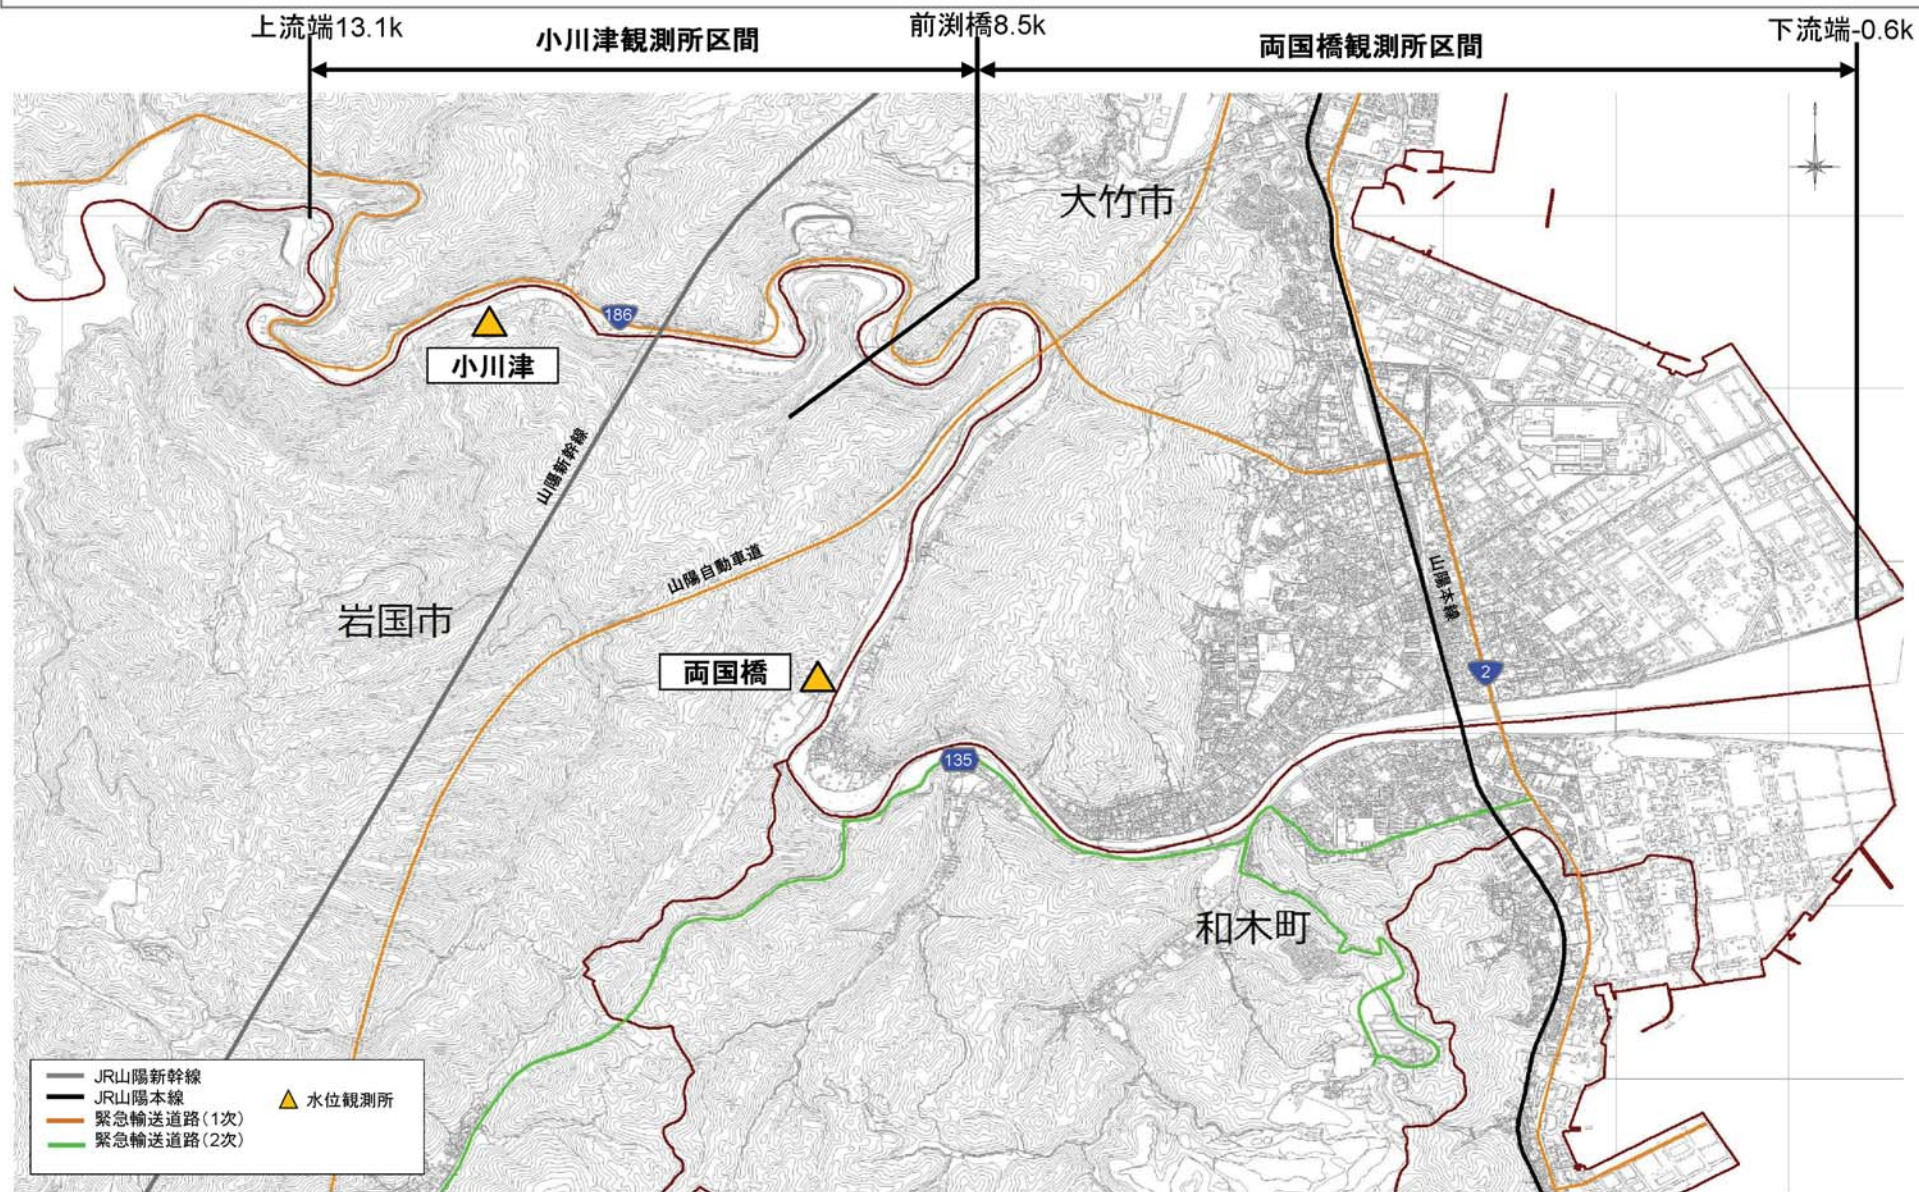 上流端13.1k
小川津観測所区間
前渕橋8.5k
両国橋観測所区間
下流端-0.6k
大竹市
186
小川津
山陽新幹線
山陽自動車道
山陽本線
岩国市
両国橋
2
135
和木町
JR山陽新幹線
JR山陽本線
緊急輸送道路(1次)
緊急輸送道路(2次)
水位観測所